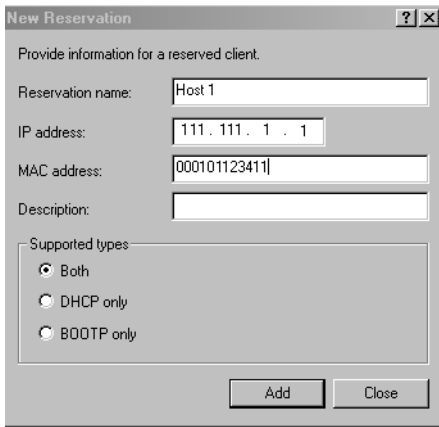 New Reservation
Provide information for a reserved client.
Reservation name: Host 1
IP address: 111 . 111 . 1 . 1
MAC address: 000101123411
Description:
Supported types
Both
DHCP only
BOOTP only
Add Close